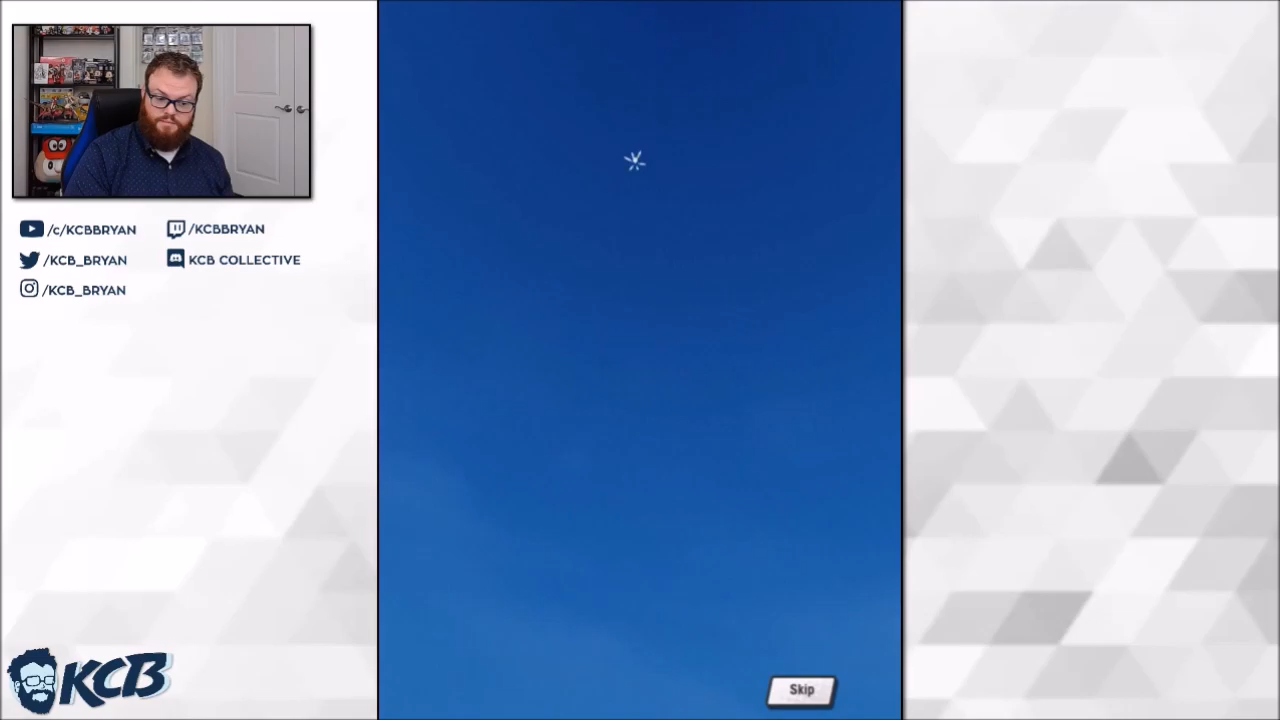 /c/KCBBRYAN
/KCBBRYAN
/KCB_BRYAN
KCB COLLECTIVE
/KCB_BRYAN
KCB
Skip